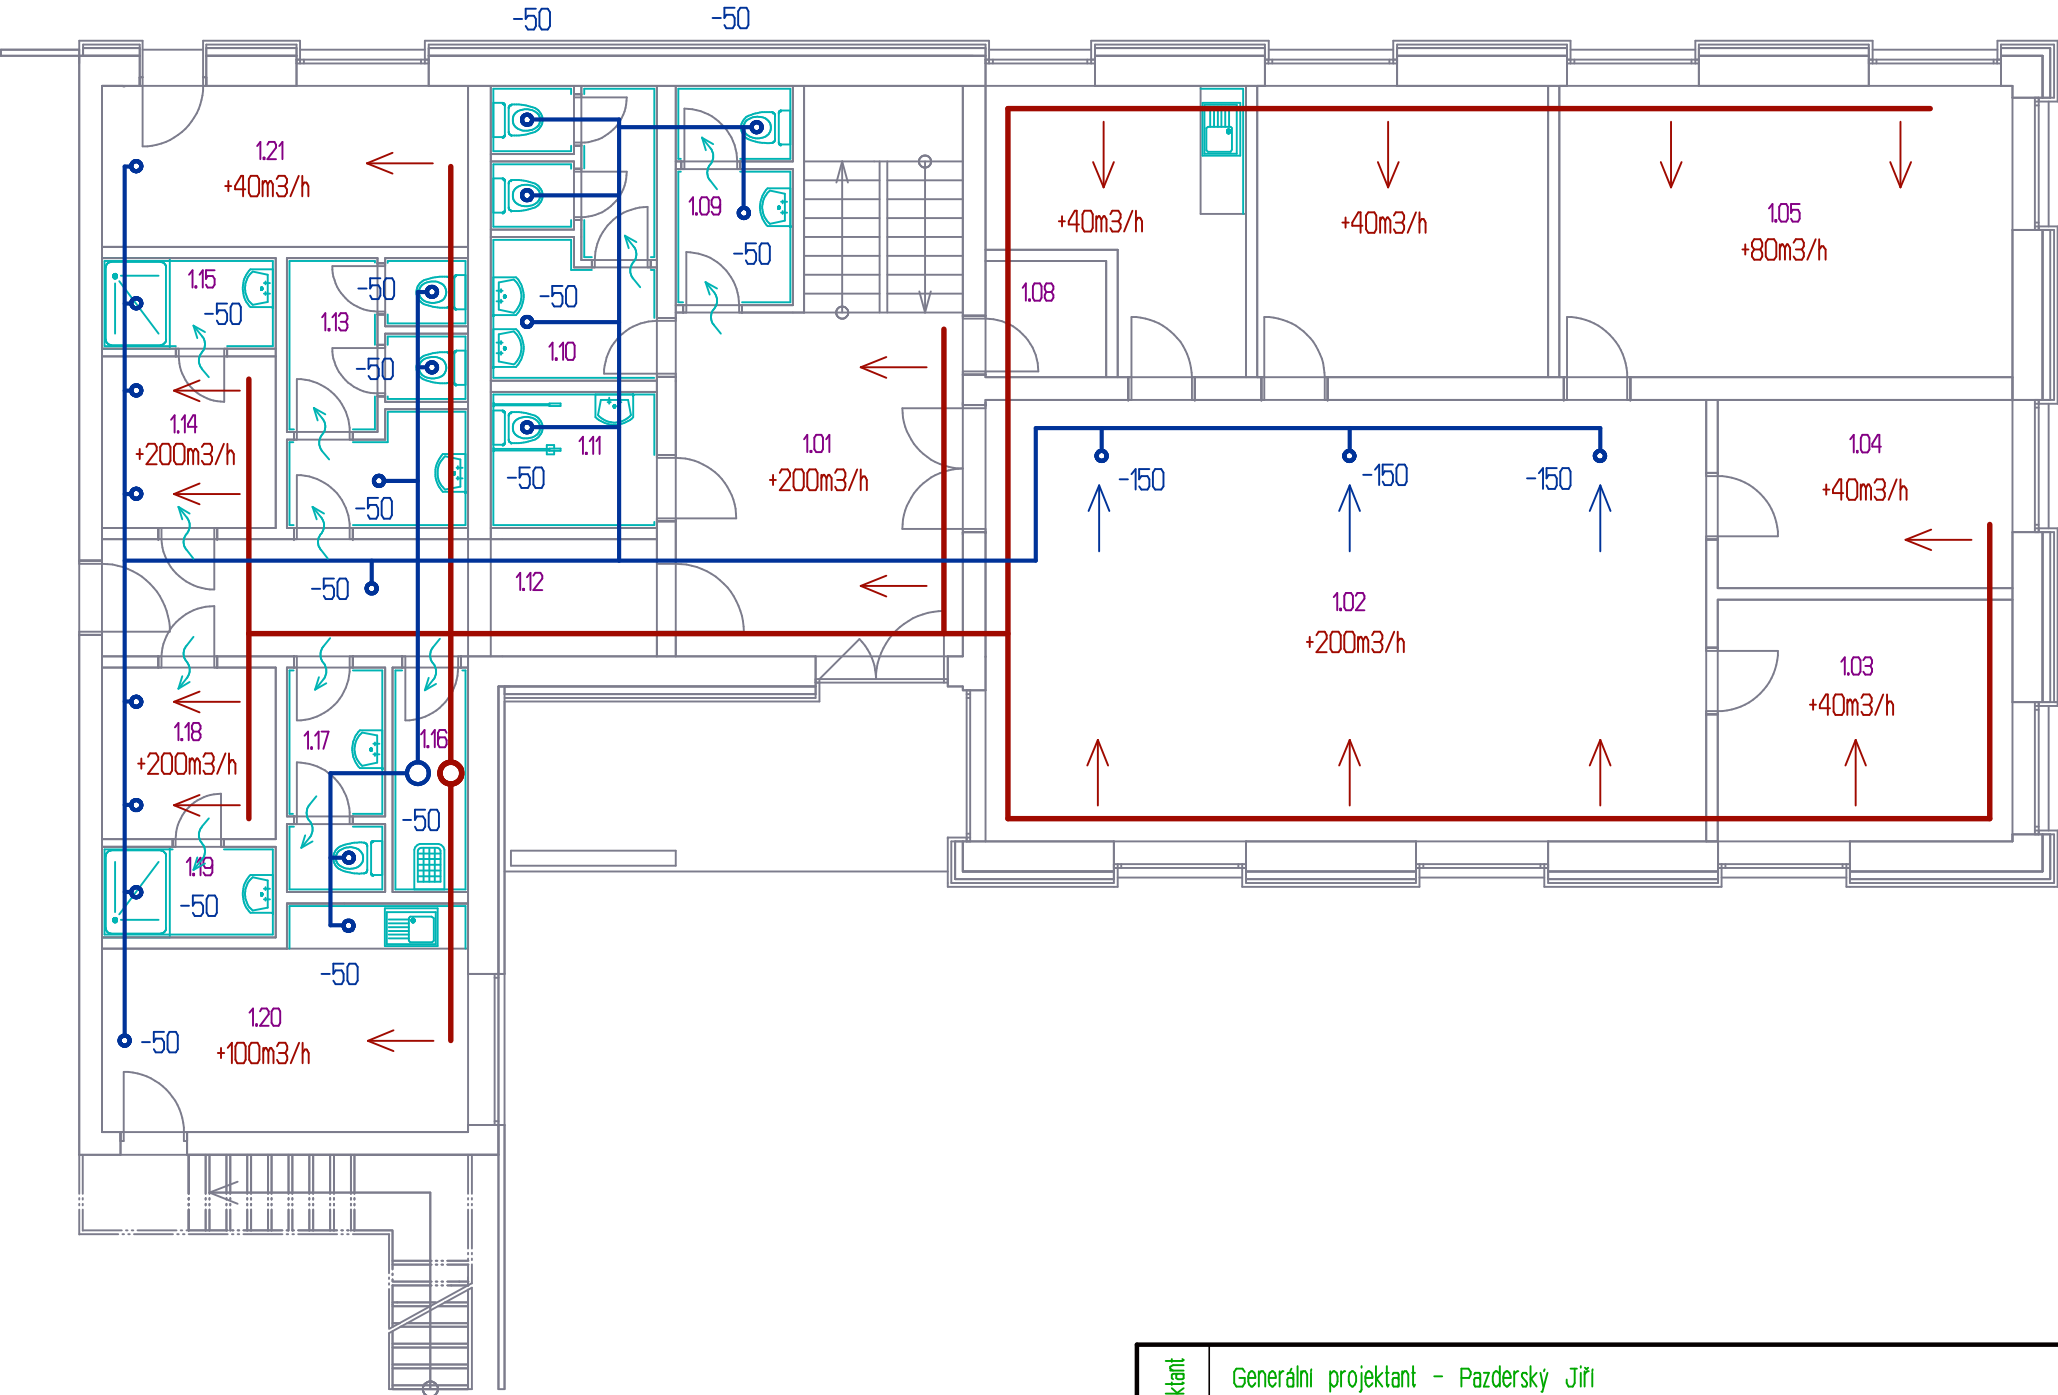 -50
-50
1.21
+40m3/h
1.09
-50
+40m3/h
+40m3/h
1.05
+80m3/h
1.15
-50
-50
1.13
-50
1.10
1.08
-50
1.14
+200m3/h
1.11
-50
-50
1.01
+200m3/h
-150
-150
-150
1.04
+40m3/h
-50
1.12
1.02
+200m3/h
1.03
+40m3/h
1.18
+200m3/h
1.17
1.16
-50
1.19
-50
-50
1.20
+100m3/h
-50
ktant
Generální projektant - Pazderský Jiří